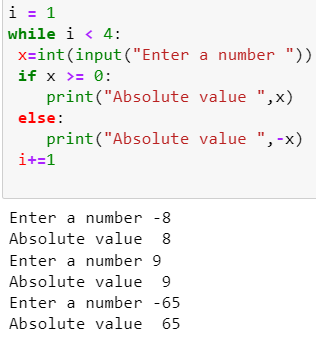 i = 1
while i < 4:
 x=int(input("Enter a number "))
 if x >= 0:
    print("Absolute value ",x)
 else:
    print("Absolute value ",-x)
 i+=1
Enter a number -8
Absolute value  8
Enter a number 9
Absolute value  9
Enter a number -65
Absolute value  65